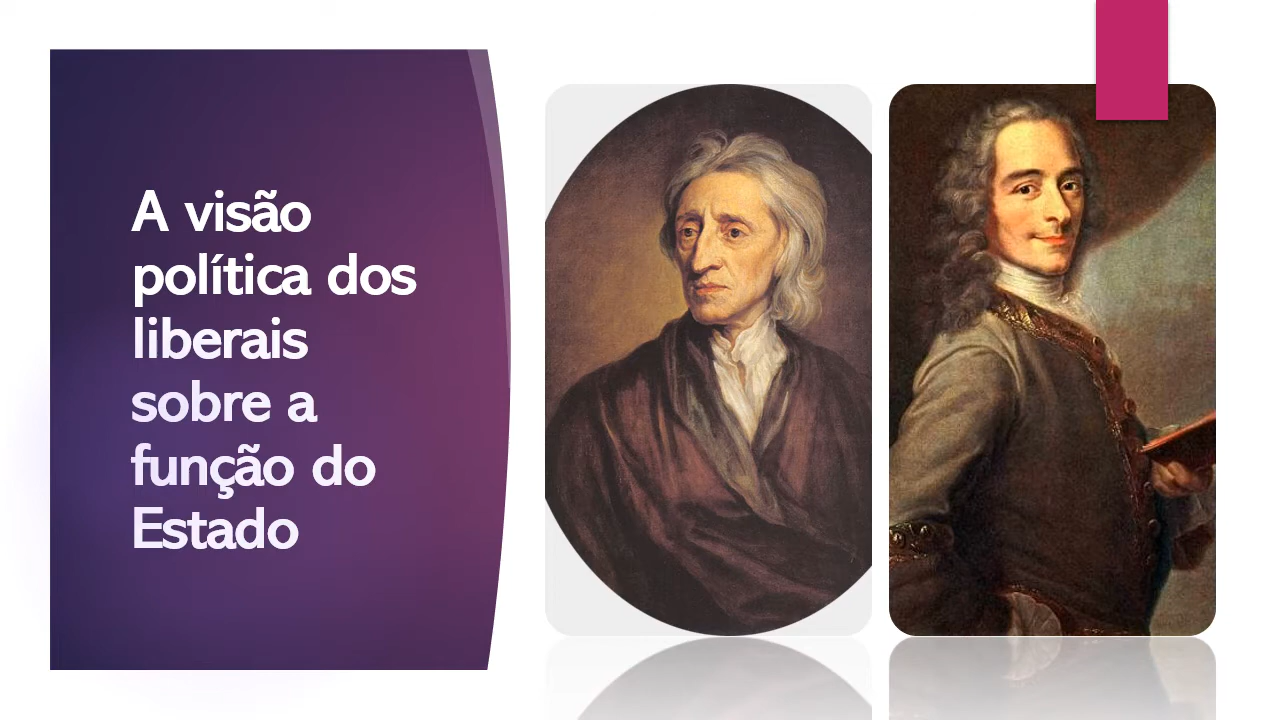 A visão
política dos
liberais
sobre a
função do
Estado